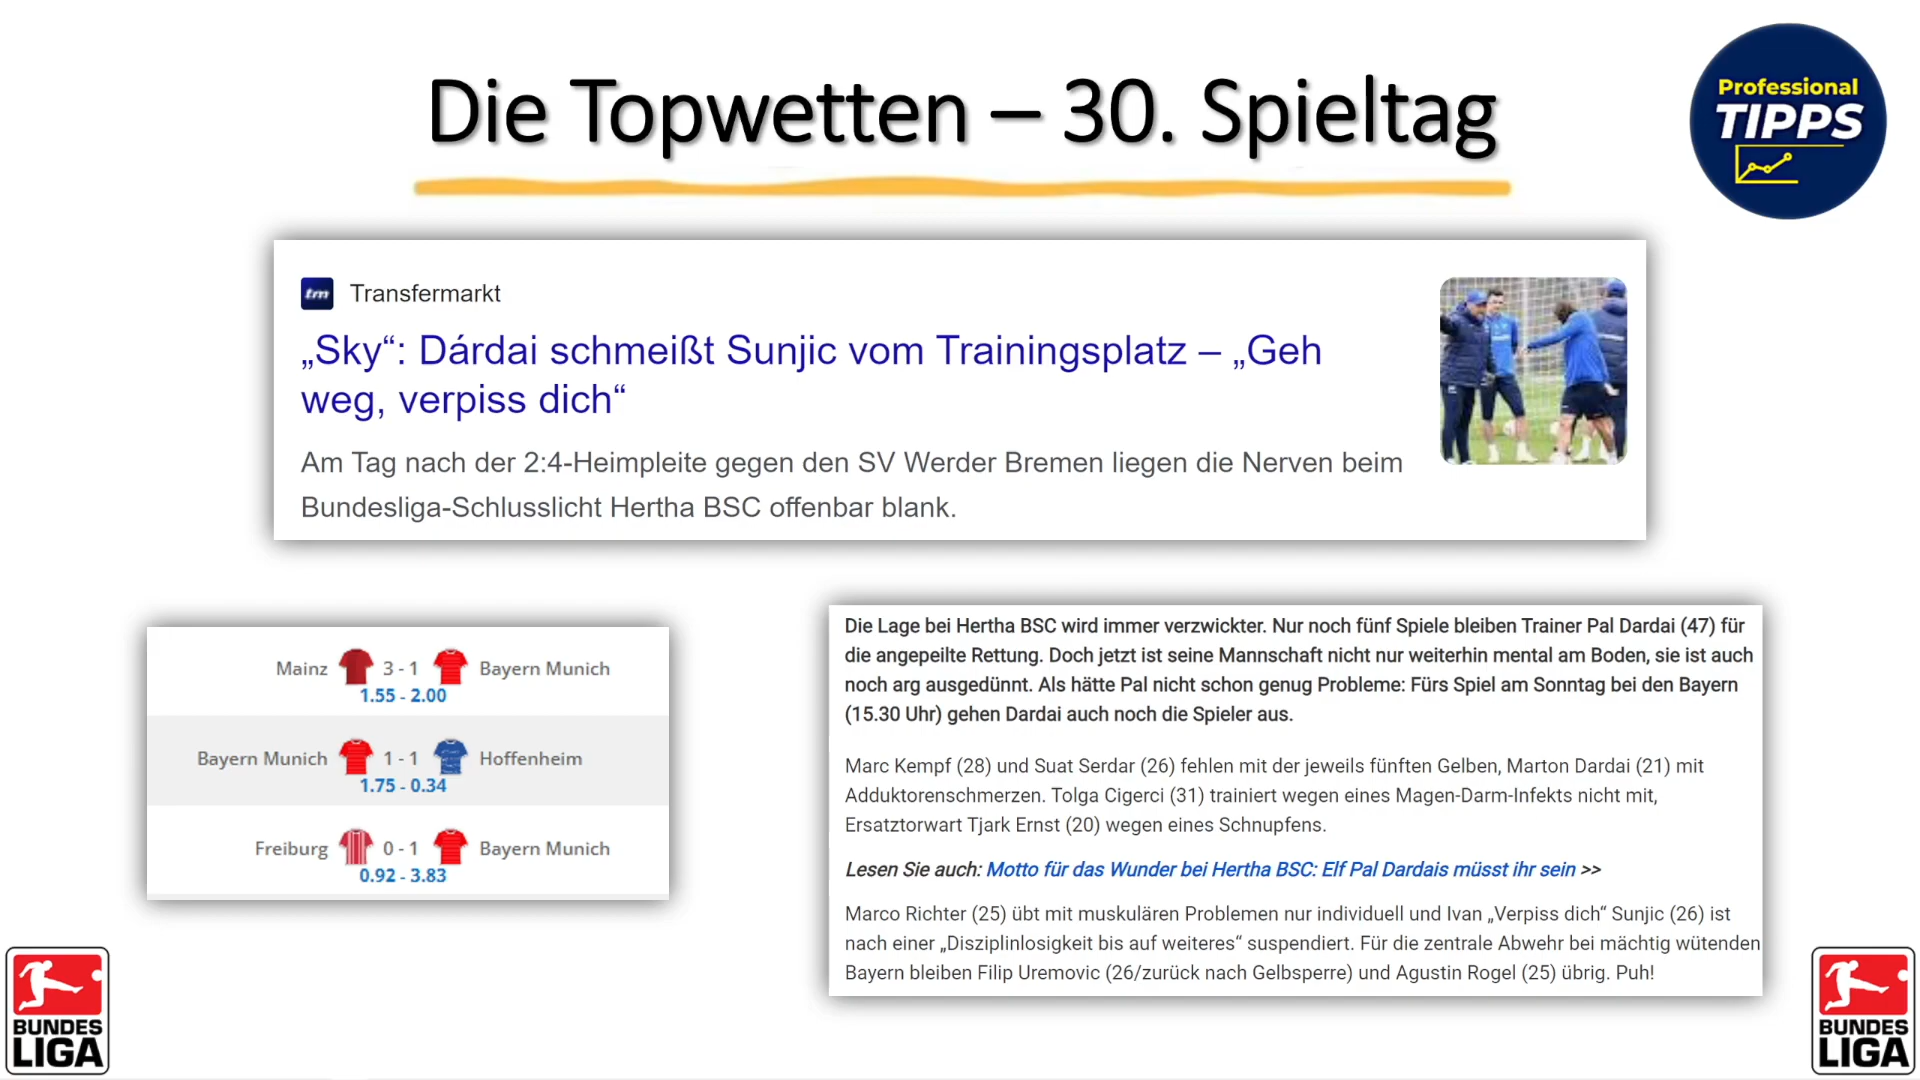 Die Topwetten – 30. Spieltag
Professional
TIPPS
tm Transfermarkt
„Sky“: Dárdai schmeißt Sunjic vom Trainingsplatz – „Geh
weg, verpiss dich“
Am Tag nach der 2:4-Heimpleite gegen den SV Werder Bremen liegen die Nerven beim
Bundesliga-Schlusslicht Hertha BSC offenbar blank.
Mainz 3 - 1 Bayern Munich
1.55 - 2.00
Bayern Munich 1 - 1 Hoffenheim
1.75 - 0.34
Freiburg 0 - 1 Bayern Munich
0.92 - 3.83
Die Lage bei Hertha BSC wird immer verzwickter. Nur noch fünf Spiele bleiben Trainer Pal Dardai (47) für
die angepeilte Rettung. Doch jetzt ist seine Mannschaft nicht nur weiterhin mental am Boden, sie ist auch
noch arg ausgedünnt. Als hätte Pal nicht schon genug Probleme: Fürs Spiel am Sonntag bei den Bayern
(15.30 Uhr) gehen Dardai auch noch die Spieler aus.
Marc Kempf (28) und Suat Serdar (26) fehlen mit der jeweils fünften Gelben, Marton Dardai (21) mit
Adduktorenschmerzen. Tolga Cigerci (31) trainiert wegen eines Magen-Darm-Infekts nicht mit,
Ersatztorwart Tjark Ernst (20) wegen eines Schnupfens.
Lesen Sie auch: Motto für das Wunder bei Hertha BSC: Elf Pal Dardais müsst ihr sein >>
Marco Richter (25) übt mit muskulären Problemen nur individuell und Ivan „Verpiss dich“ Sunjic (26) ist
nach einer „Disziplinlosigkeit bis auf weiteres“ suspendiert. Für die zentrale Abwehr bei mächtig wütenden
Bayern bleiben Filip Uremovic (26/zurück nach Gelbsperre) und Agustin Rogel (25) übrig. Puh!
BUNDES
LIGA
BUNDES
LIGA